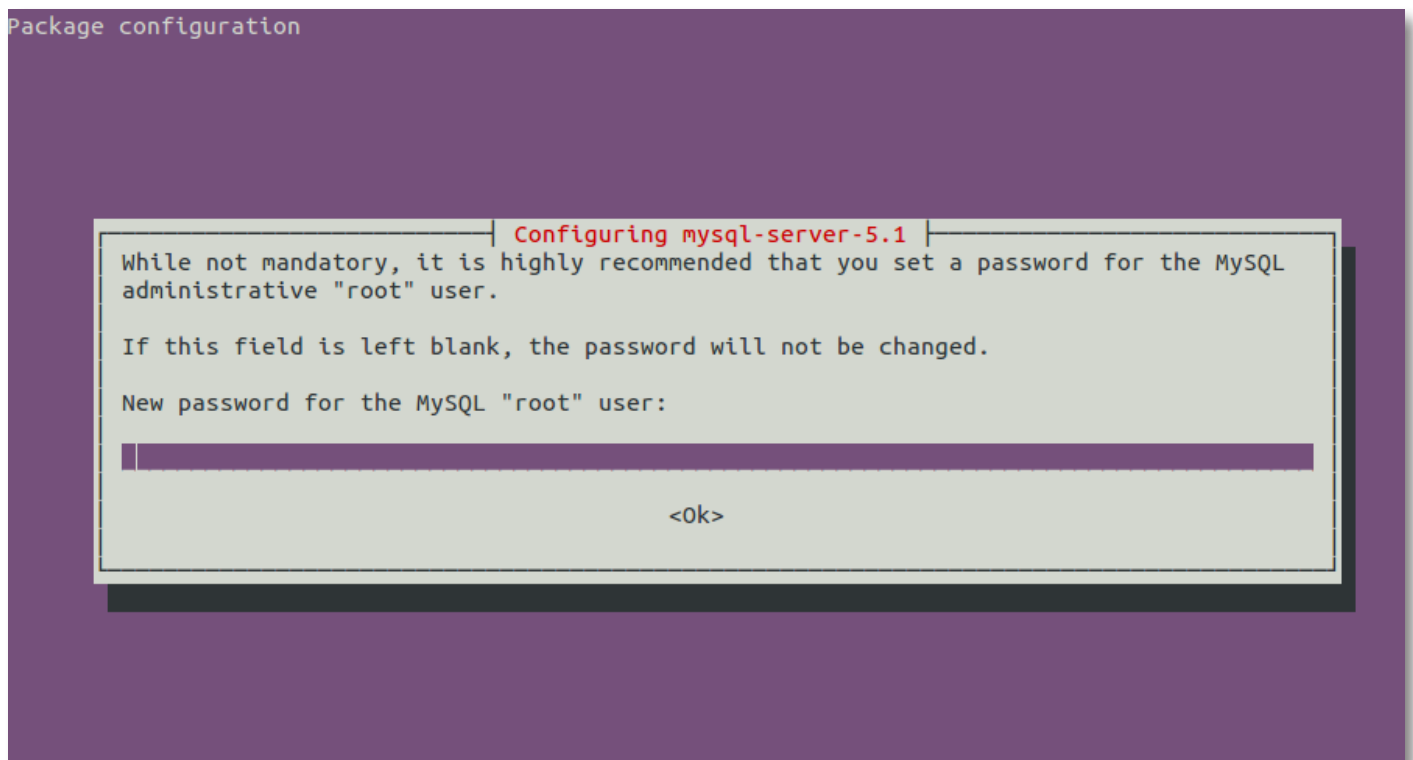 Package configuration
Configuring mysql-server-5.1
While not mandatory, it is highly recommended that you set a password for the MySQL
administrative "root" user.
If this field is left blank, the password will not be changed.
New password for the MySQL "root" user:
<Ok>